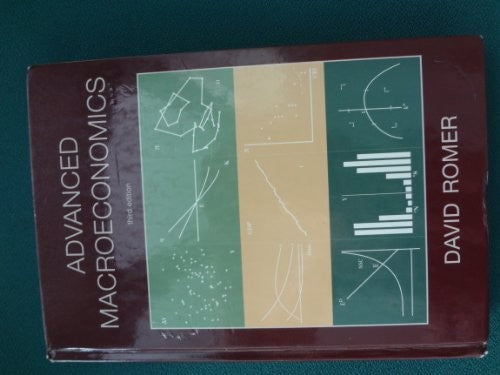 ADVANCED
MACROECONOMICS
third edition
DAVID ROMER